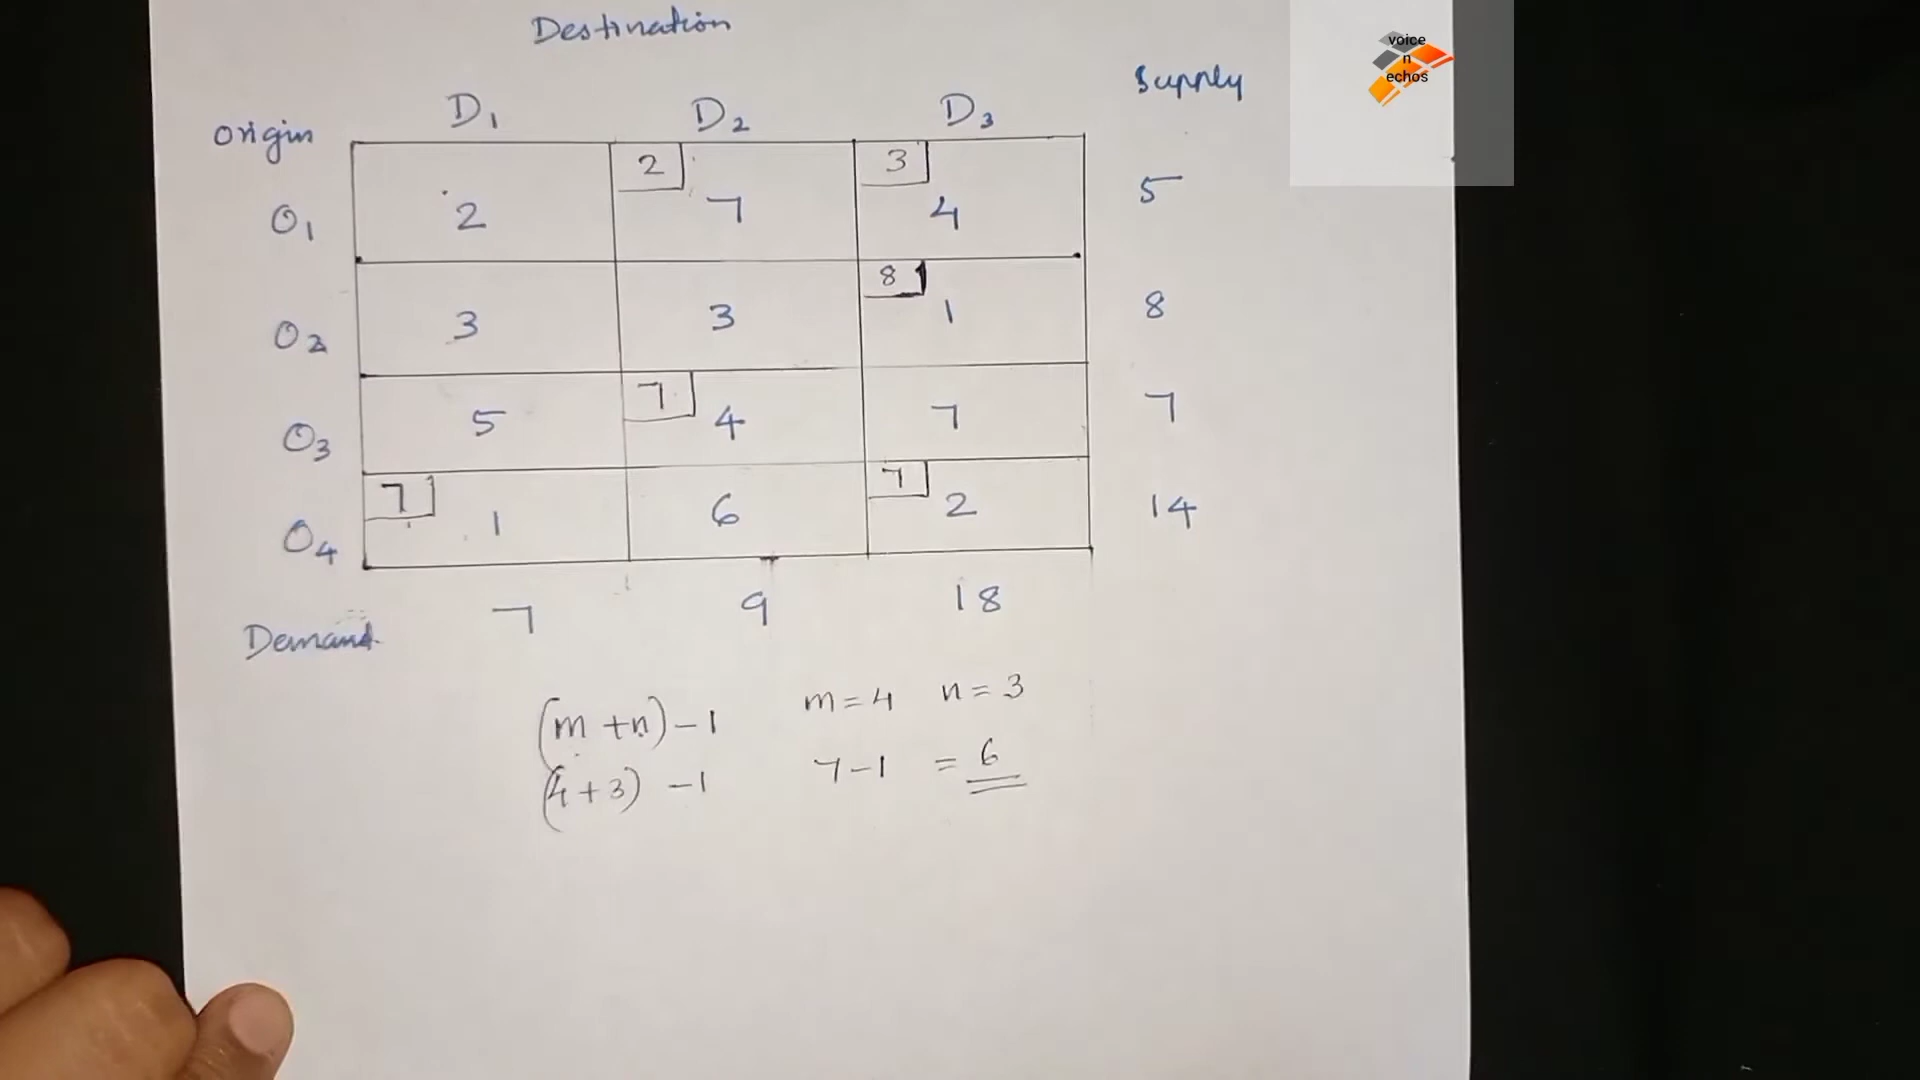 Destination
voice
n
echos
Origin D1 D2 D3 Supply
2 3
O1 2 7 4 5
8
O2 3 3 1 8
7
O3 5 4 7 7
7 7
O4 1 6 2 14
Demand 7 9 18
(m+n)-1 m=4 n=3
(4+3)-1 7-1 = 6